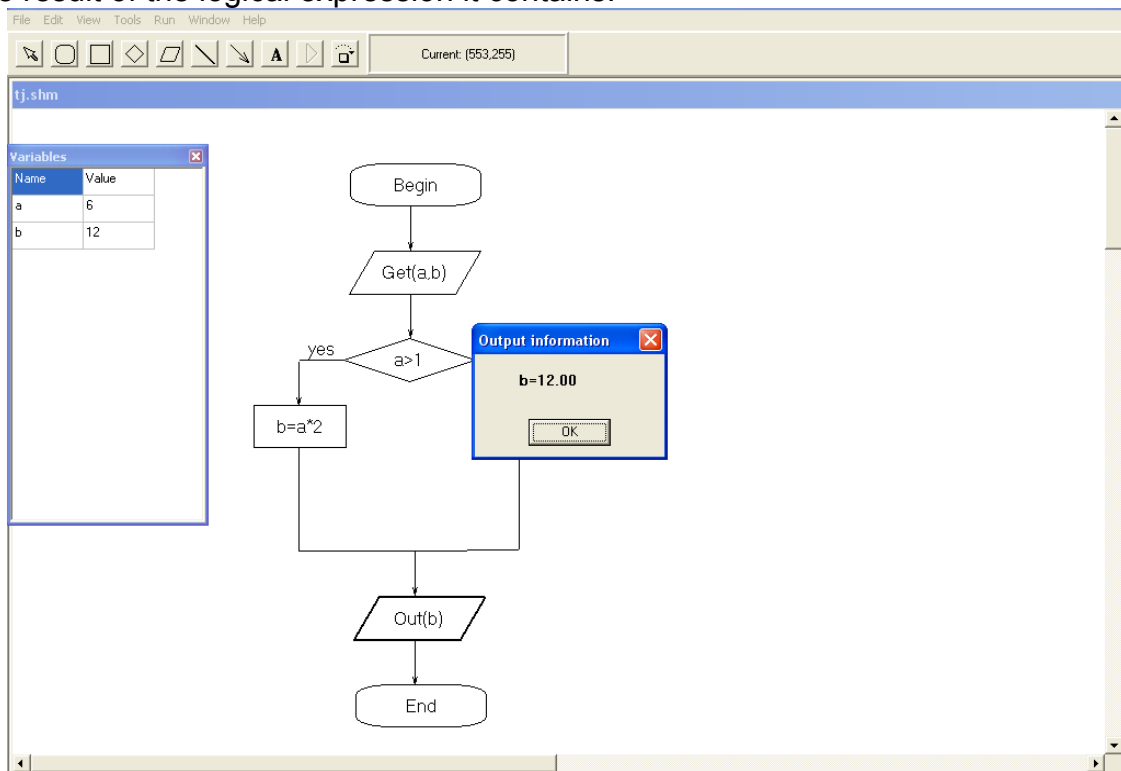 e result of the logical expression it contains.
File Edit View Tools Run Window Help
A
Current: (553,255)
tj.shm
Variables
Name Value
a 6
b 12
Begin
Get(a,b)
yes
a>1
b=a*2
Output information
b=12.00
OK
Out(b)
End